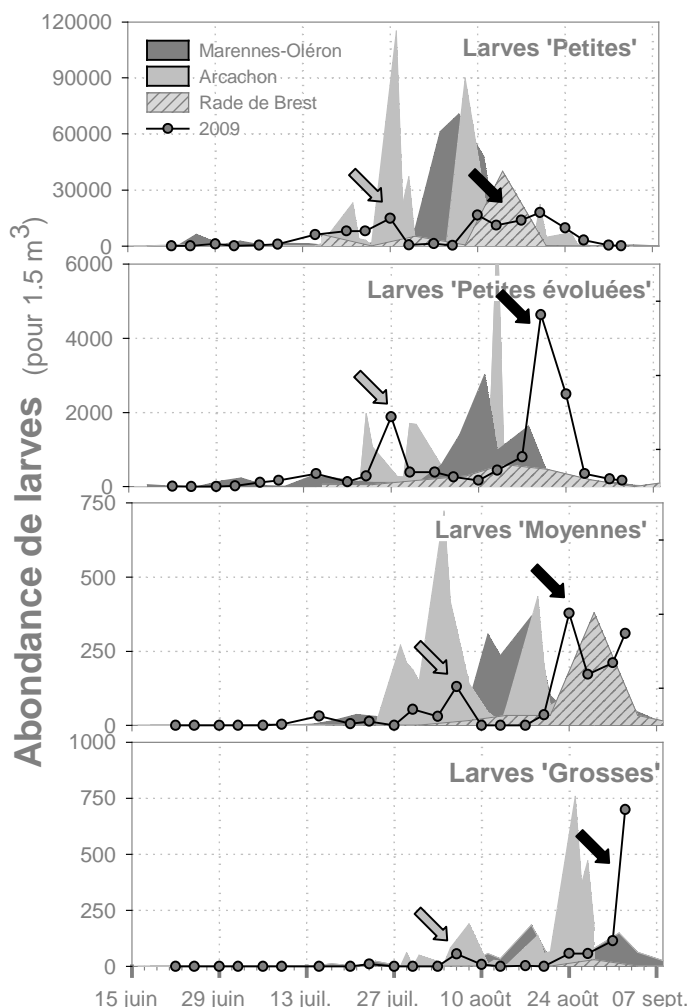 Abondance de larves (pour 1.5 m³)
120000
90000
60000
30000
0
Larves 'Petites'
Marennes-Oléron
Arcachon
Rade de Brest
2009
6000
4000
2000
0
Larves 'Petites évoluées'
750
500
250
0
Larves 'Moyennes'
1000
750
500
250
0
Larves 'Grosses'
15 juin 29 juin 13 juil. 27 juil. 10 août 24 août 07 sept.